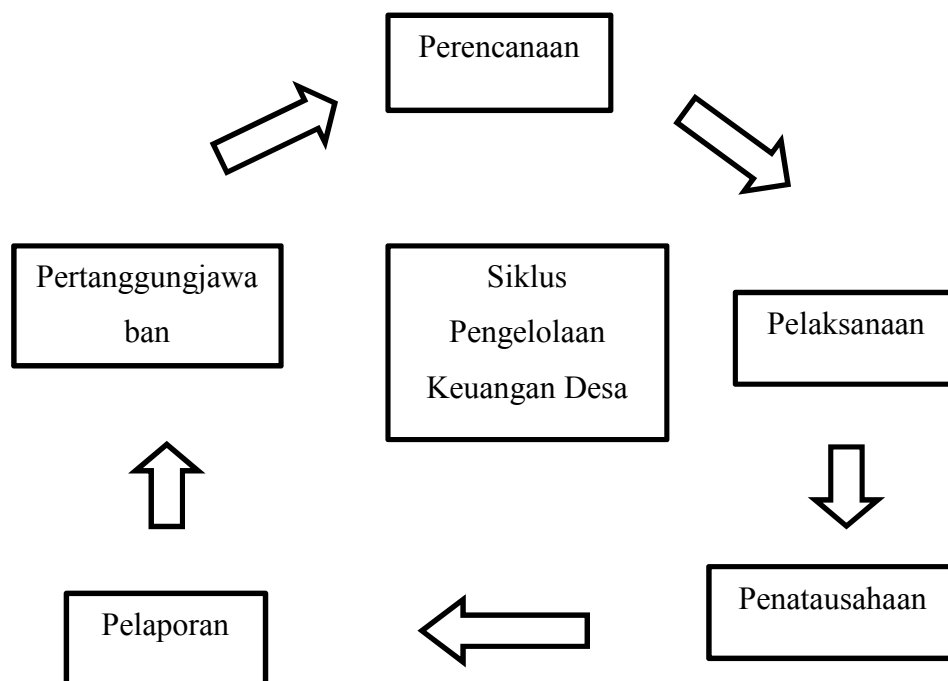 Perencanaan
Pertanggungjawa
ban
Siklus
Pengelolaan
Keuangan Desa
Pelaksanaan
Penatausahaan
Pelaporan